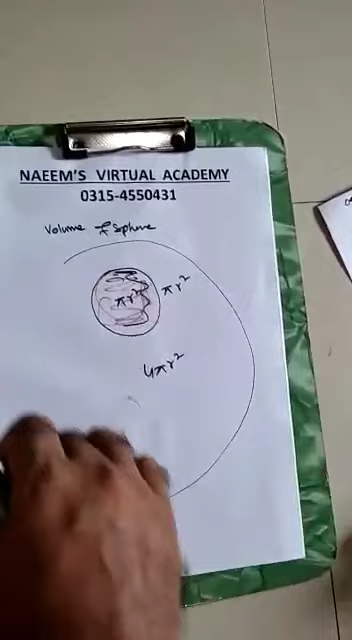 NAEEM'S VIRTUAL ACADEMY
0315-4550431
Volume of Sphere
πr² πr²
4πr²